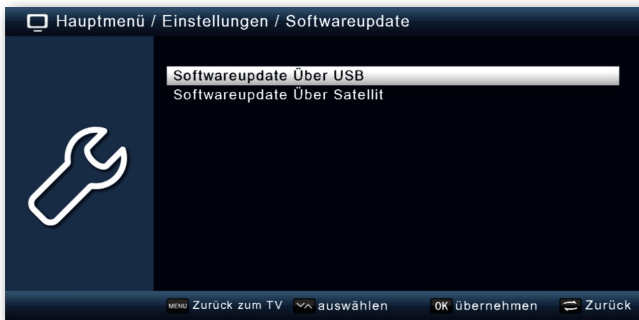 Hauptmenü / Einstellungen / Softwareupdate
Softwareupdate Über USB
Softwareupdate Über Satellit
MENU Zurück zum TV auswählen OK übernehmen Zurück